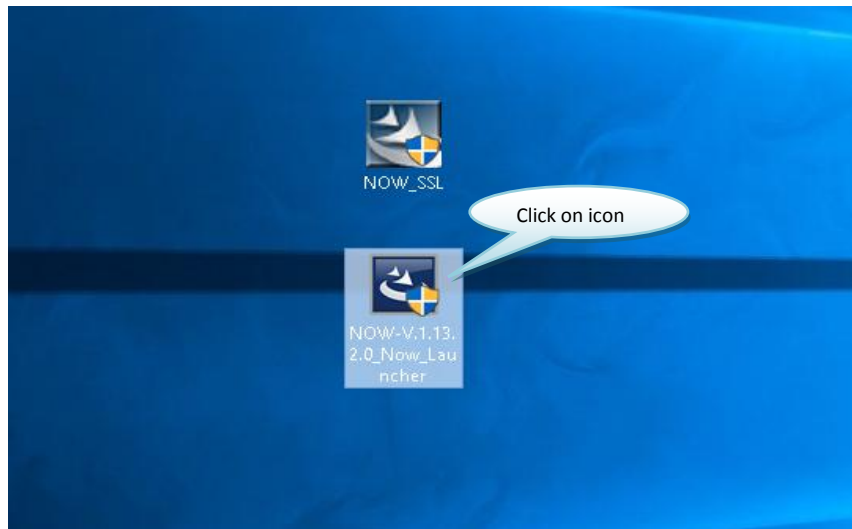 NOW_SSL
Click on icon
NOW-V.1.13.
2.0_Now_Lau
ncher